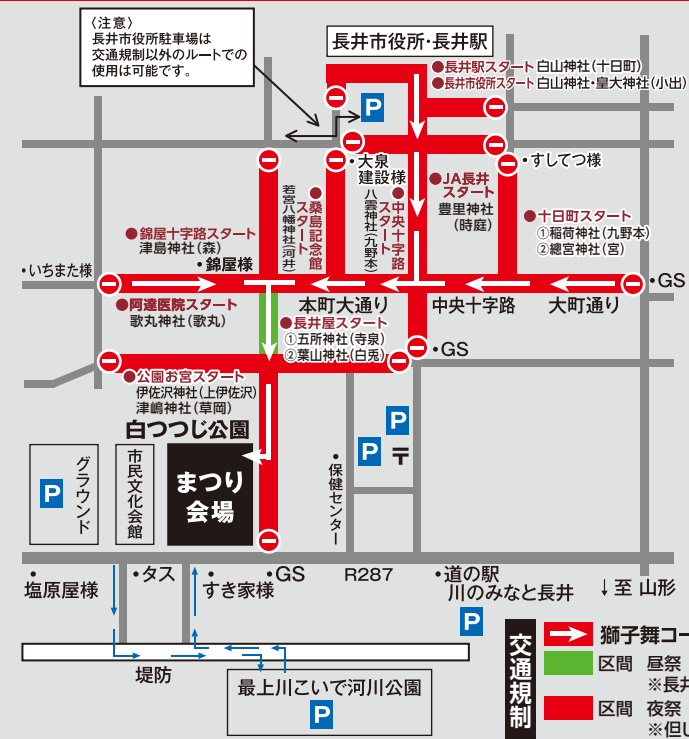 〈注意〉
長井市役所駐車場は
交通規制以外のルートでの
使用は可能です。
長井市役所・長井駅
●長井駅スタート 白山神社(十日町)
●長井市役所スタート 白山神社・皇大神社(小出)
P
・大泉
建設様
・すしてつ様
●JA長井
スタート
豊里神社
(時庭)
●中央十字路
スタート
八雲神社(九野本)
●桑島記念館
スタート
若宮八幡神社(河井)
●十日町スタート
①稲荷神社(九野本)
②總宮神社(宮)
●錦屋十字路スタート
津島神社(森)
・錦屋様
・いちまた様
・GS
●阿達医院スタート
歌丸神社(歌丸)
本町大通り
中央十字路
大町通り
●長井屋スタート
①五所神社(寺泉)
②葉山神社(白兎)
・GS
●公園お宮スタート
伊佐沢神社(上伊佐沢)
津嶋神社(草岡)
白つつじ公園
まつり
会場
市民文化会館
グラウンド
P
・保健センター
P
P
〒
・塩原屋様
・タス
・すき家様
・GS
R287
・道の駅
川のみなと長井
P
↓至 山形
堤防
最上川こいで河川公園
P
交通規制
獅子舞コー
区間 昼祭
※長井
区間 夜祭
※但し